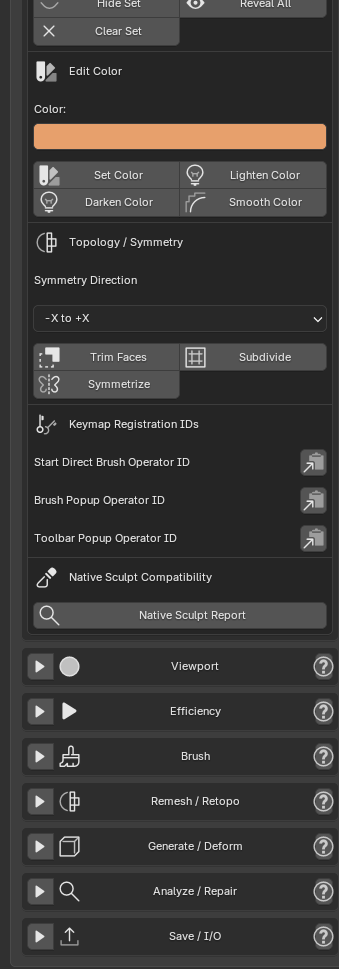 Hide Set
Reveal All
Clear Set
Edit Color
Color:
Set Color
Lighten Color
Darken Color
Smooth Color
Topology / Symmetry
Symmetry Direction
-X to +X
Trim Faces
Subdivide
Symmetrize
Keymap Registration IDs
Start Direct Brush Operator ID
Brush Popup Operator ID
Toolbar Popup Operator ID
Native Sculpt Compatibility
Native Sculpt Report
Viewport
Efficiency
Brush
Remesh / Retopo
Generate / Deform
Analyze / Repair
Save / I/O